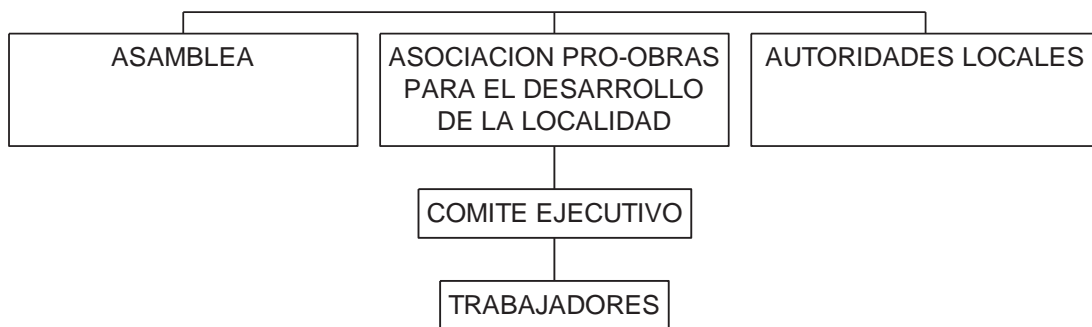 ASAMBLEA
ASOCIACION PRO-OBRAS
PARA EL DESARROLLO
DE LA LOCALIDAD
AUTORIDADES LOCALES
COMITE EJECUTIVO
TRABAJADORES